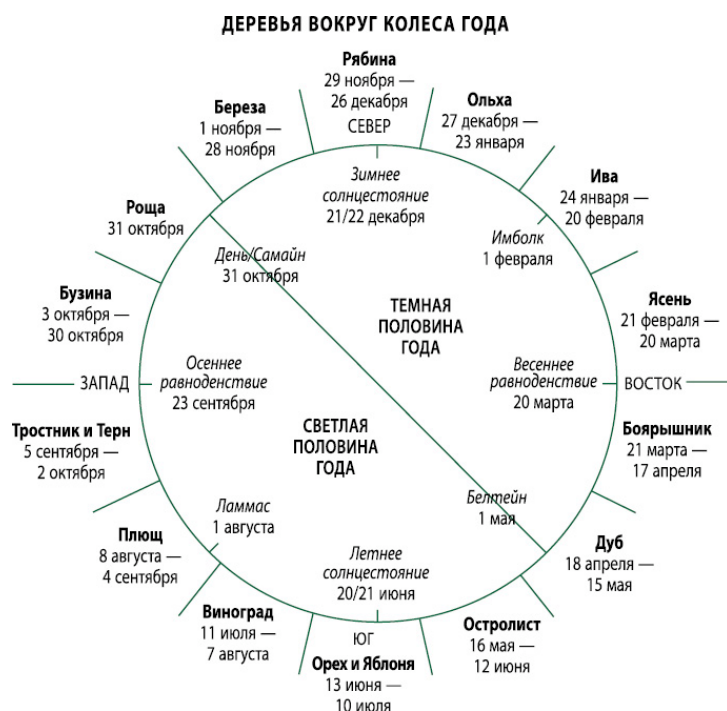 ДЕРЕВЬЯ ВОКРУГ КОЛЕСА ГОДА
Рябина
29 ноября —
26 декабря
СЕВЕР
Ольха
27 декабря —
23 января
Ива
24 января —
20 февраля
Ясень
21 февраля —
20 марта
ВОСТОК
Боярышник
21 марта —
17 апреля
Дуб
18 апреля —
15 мая
Остролист
16 мая —
12 июня
ЮГ
Орех и Яблоня
13 июня —
10 июля
Виноград
11 июля —
7 августа
Плющ
8 августа —
4 сентября
Тростник и Терн
5 сентября —
2 октября
ЗАПАД
Бузина
3 октября —
30 октября
Роща
31 октября
Береза
1 ноября —
28 ноября
Зимнее
солнцестояние
21/22 декабря
Имболк
1 февраля
ТЕМНАЯ
ПОЛОВИНА
ГОДА
Весеннее
равноденствие
20 марта
Белтейн
1 мая
Летнее
солнцестояние
20/21 июня
Ламмас
1 августа
СВЕТЛАЯ
ПОЛОВИНА
ГОДА
Осеннее
равноденствие
23 сентября
День/Самайн
31 октября